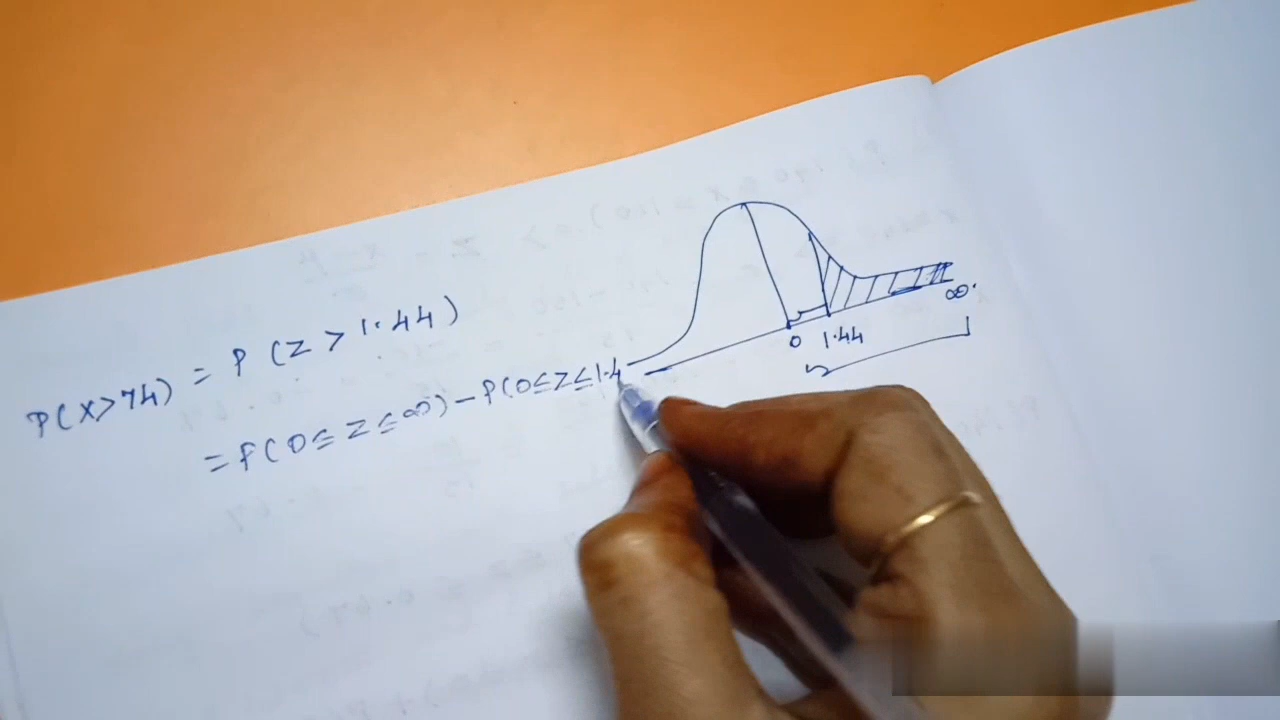 P(X>74) = P(Z>1.44)
= P(0≤Z≤∞) - P(0≤Z≤1.4
0 1.44 ∞